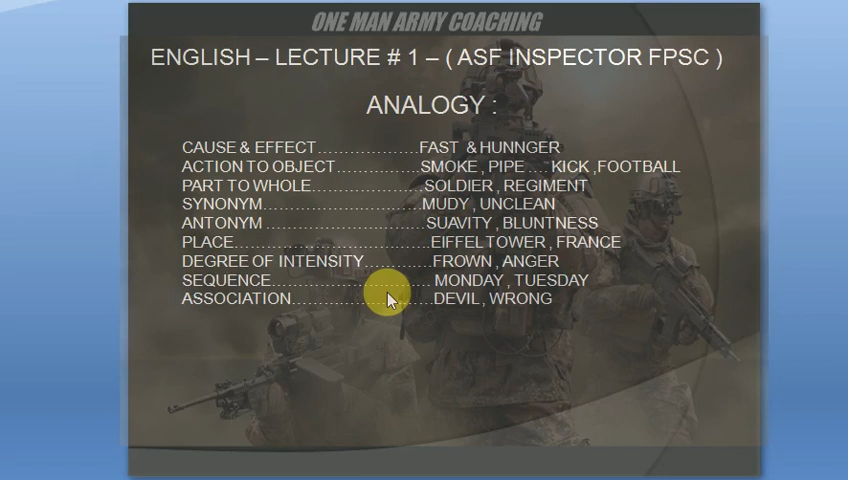 ONE MAN ARMY COACHING
ENGLISH – LECTURE # 1 – ( ASF INSPECTOR FPSC )
ANALOGY :
CAUSE & EFFECT…………………FAST & HUNNGER
ACTION TO OBJECT……………..SMOKE , PIPE ….KICK ,FOOTBALL
PART TO WHOLE…………………..SOLDIER , REGIMENT
SYNONYM…………………………..MUDY , UNCLEAN
ANTONYM …………………………..SUAVITY , BLUNTNESS
PLACE…………………………………EIFFEL TOWER , FRANCE
DEGREE OF INTENSITY…………FROWN , ANGER
SEQUENCE………………………….. MONDAY , TUESDAY
ASSOCIATION………………………..DEVIL , WRONG